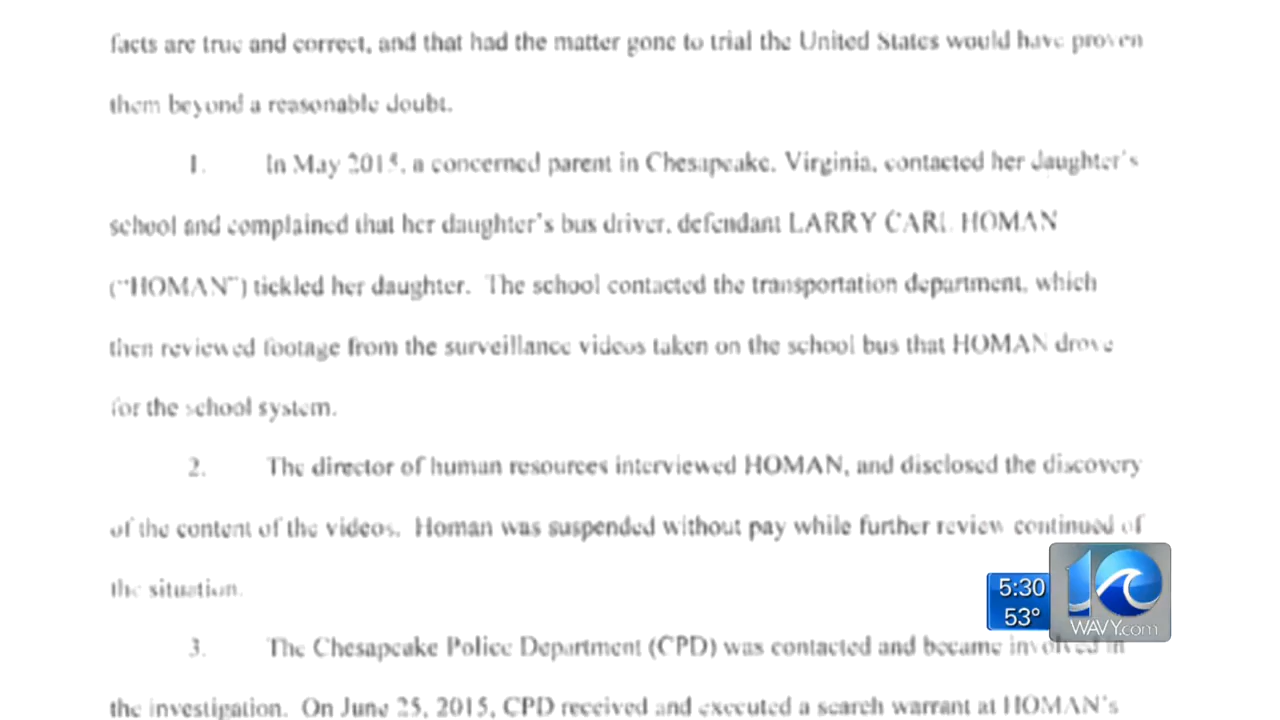 facts are true and correct, and that had the matter gone to trial the United States would have proven
them beyond a reasonable doubt.
1. In May 2015, a concerned parent in Chesapeake, Virginia, contacted her daughter's
school and complained that her daughter's bus driver, defendant LARRY CARL HOMAN
("HOMAN") tickled her daughter. The school contacted the transportation department, which
then reviewed footage from the surveillance videos taken on the school bus that HOMAN drove
for the school system.
2. The director of human resources interviewed HOMAN, and disclosed the discovery
of the content of the videos. Homan was suspended without pay while further review continued of
the situation.
5:30
53°
10
WAVY.com
3. The Chesapeake Police Department (CPD) was contacted and became involved in
the investigation. On June 25, 2015, CPD received and executed a search warrant at HOMAN's